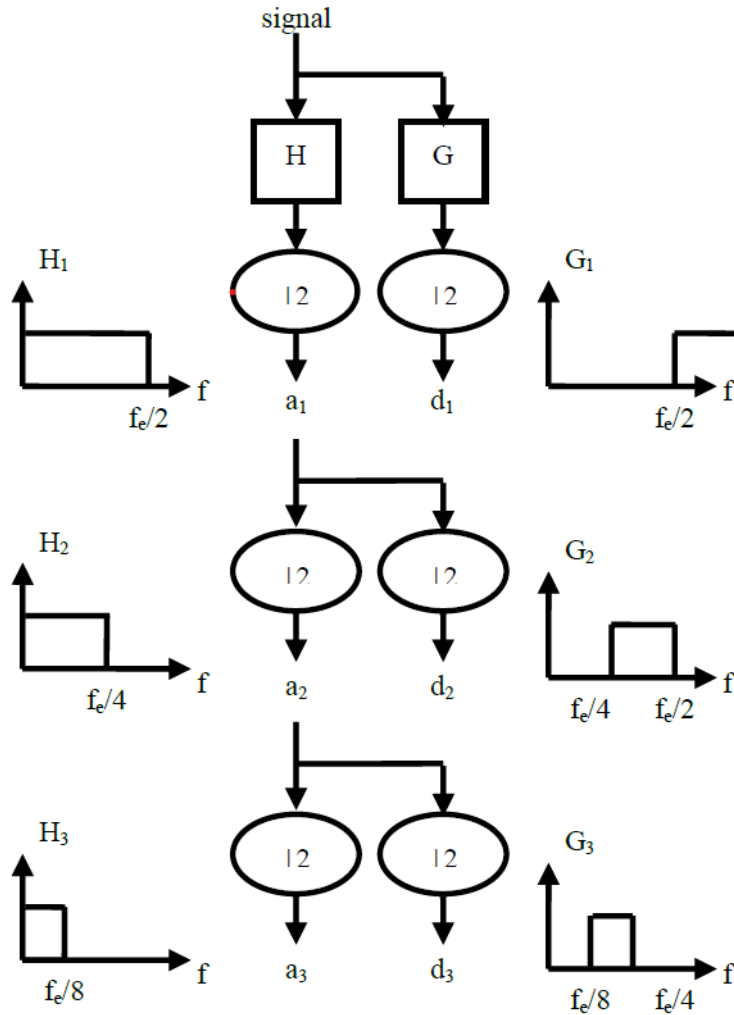 signal
H
G
H₁
G₁
↓2
↓2
f
f
fₑ/2
a₁
d₁
fₑ/2
H₂
G₂
↓2
↓2
f
f
fₑ/4
a₂
d₂
fₑ/4
fₑ/2
H₃
G₃
↓2
↓2
f
f
fₑ/8
a₃
d₃
fₑ/8
fₑ/4